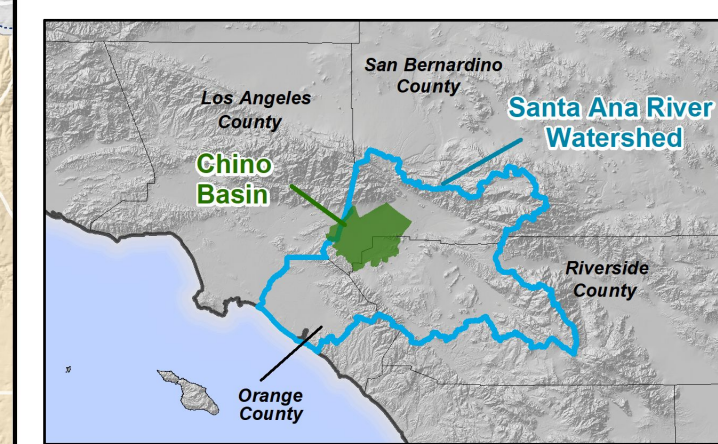 San Bernardino
County
Los Angeles
County
Santa Ana River
Watershed
Chino
Basin
Riverside
County
Orange
County